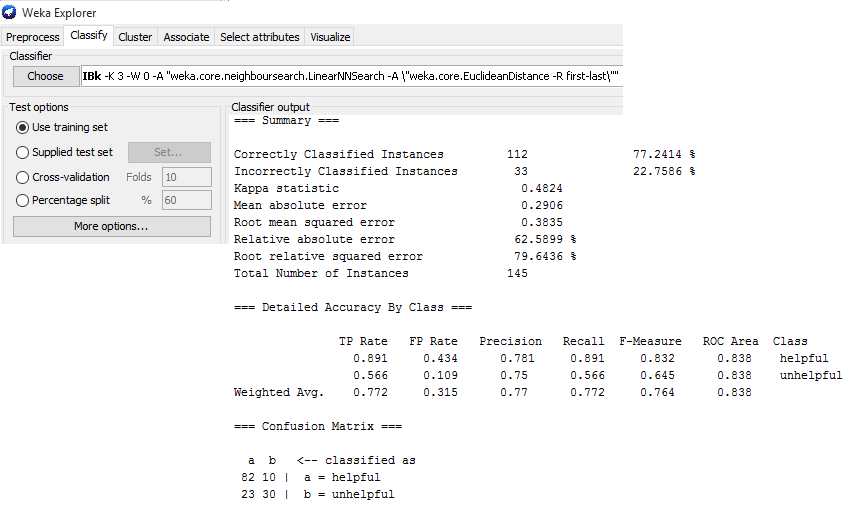 Weka Explorer
Preprocess Classify Cluster Associate Select attributes Visualize
Classifier
Choose IBk -K 3 -W 0 -A "weka.core.neighboursearch.LinearNNSearch -A \"weka.core.EuclideanDistance -R first-last\""
Test options
Use training set
Supplied test set Set...
Cross-validation Folds 10
Percentage split % 60
More options...
Classifier output
=== Summary ===
Correctly Classified Instances 112 77.2414 %
Incorrectly Classified Instances 33 22.7586 %
Kappa statistic 0.4824
Mean absolute error 0.2906
Root mean squared error 0.3835
Relative absolute error 62.5899 %
Root relative squared error 79.6436 %
Total Number of Instances 145
=== Detailed Accuracy By Class ===
TP Rate FP Rate Precision Recall F-Measure ROC Area Class
0.891 0.434 0.781 0.891 0.832 0.838 helpful
0.566 0.109 0.75 0.566 0.645 0.838 unhelpful
Weighted Avg. 0.772 0.315 0.77 0.772 0.764 0.838
=== Confusion Matrix ===
a b <-- classified as
82 10 | a = helpful
23 30 | b = unhelpful